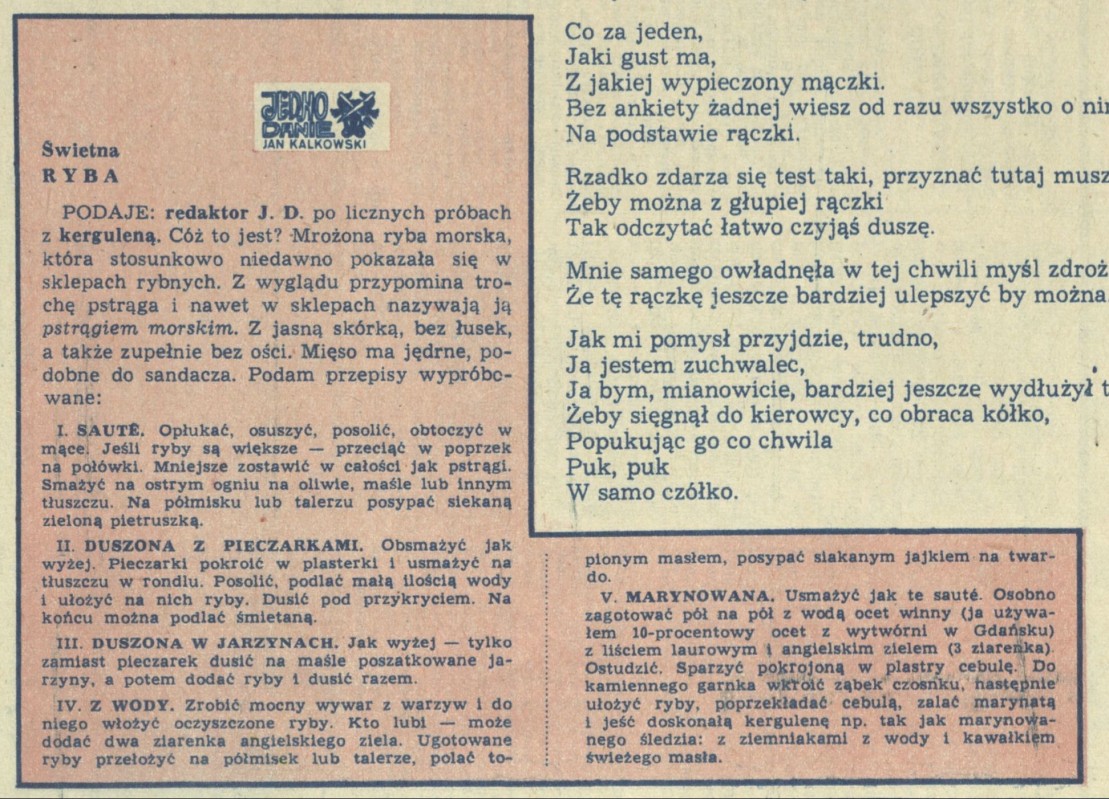 JEDNO
DANIE
JAN KALKOWSKI
Świetna
RYBA
PODAJE: redaktor J. D. po licznych próbach
z kerguleną. Cóż to jest? Mrożona ryba morska,
która stosunkowo niedawno pokazała się w
sklepach rybnych. Z wyglądu przypomina tro-
chę pstrąga i nawet w sklepach nazywają ją
pstrągiem morskim. Z jasną skórką, bez łusek,
a także zupełnie bez ości. Mięso ma jędrne, po-
dobne do sandacza. Podam przepisy wypróbo-
wane:
I. SAUTÉ. Opłukać, osuszyć, posolić, obtoczyć w
mące. Jeśli ryby są większe — przeciąć w poprzek
na połówki. Mniejsze zostawić w całości jak pstrągi.
Smażyć na ostrym ogniu na oliwie, maśle lub innym
tłuszczu. Na półmisku lub talerzu posypać siekaną
zieloną pietruszką.
II. DUSZONA Z PIECZARKAMI. Obsmażyć jak
wyżej. Pieczarki pokroić w plasterki i usmażyć na
tłuszczu w rondlu. Posolić, podlać małą ilością wody
i ułożyć na nich ryby. Dusić pod przykryciem. Na
końcu można podlać śmietaną.
III. DUSZONA W JARZYNACH. Jak wyżej — tylko
zamiast pieczarek dusić na maśle poszatkowane ja-
rzyny, a potem dodać ryby i dusić razem.
IV. Z WODY. Zrobić mocny wywar z warzyw i do
niego włożyć oczyszczone ryby. Kto lubi — może
dodać dwa ziarenka angielskiego ziela. Ugotowane
ryby przełożyć na półmisek lub talerze, polać to-
pionym masłem, posypać siakanym jajkiem na twar-
do.
V. MARYNOWANA. Usmażyć jak te sauté. Osobno
zagotować pół na pół z wodą ocet winny (ja używa-
łem 10-procentowy ocet z wytwórni w Gdańsku)
z liściem laurowym i angielskim zielem (3 ziarenka).
Ostudzić. Sparzyć pokrojoną w plastry cebulę. Do
kamiennego garnka wkroić ząbek czosnku, następnie
ułożyć ryby, poprzekładać cebulą, zalać marynatą
i jeść doskonałą kergulenę np. tak jak marynowa-
nego śledzia: z ziemniakami z wody i kawałkiem
świeżego masła.
Co za jeden,
Jaki gust ma,
Z jakiej wypieczony mączki.
Bez ankiety żadnej wiesz od razu wszystko o
Na podstawie rączki.
Rzadko zdarza się test taki, przyznać tutaj
Żeby można z głupiej rączki
Tak odczytać łatwo czyjąś duszę.
Mnie samego owładnęła w tej chwili myśl
Że tę rączkę jeszcze bardziej ulepszyć by można
Jak mi pomysł przyjdzie, trudno,
Ja jestem zuchwalec,
Ja bym, mianowicie, bardziej jeszcze wydłużył
Żeby sięgnął do kierowcy, co obraca kółko,
Popukując go co chwila
Puk, puk
W samo czółko.